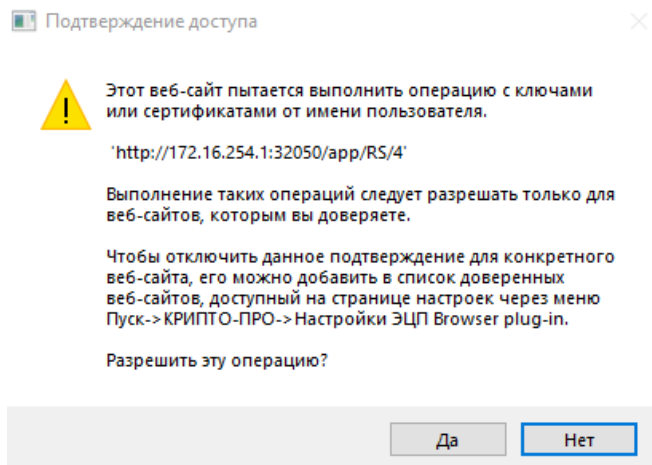 Подтверждение доступа
Этот веб-сайт пытается выполнить операцию с ключами
или сертификатами от имени пользователя.
'http://172.16.254.1:32050/app/RS/4'
Выполнение таких операций следует разрешать только для
веб-сайтов, которым вы доверяете.
Чтобы отключить данное подтверждение для конкретного
веб-сайта, его можно добавить в список доверенных
веб-сайтов, доступный на странице настроек через меню
Пуск->КРИПТО-ПРО->Настройки ЭЦП Browser plug-in.
Разрешить эту операцию?
Да
Нет